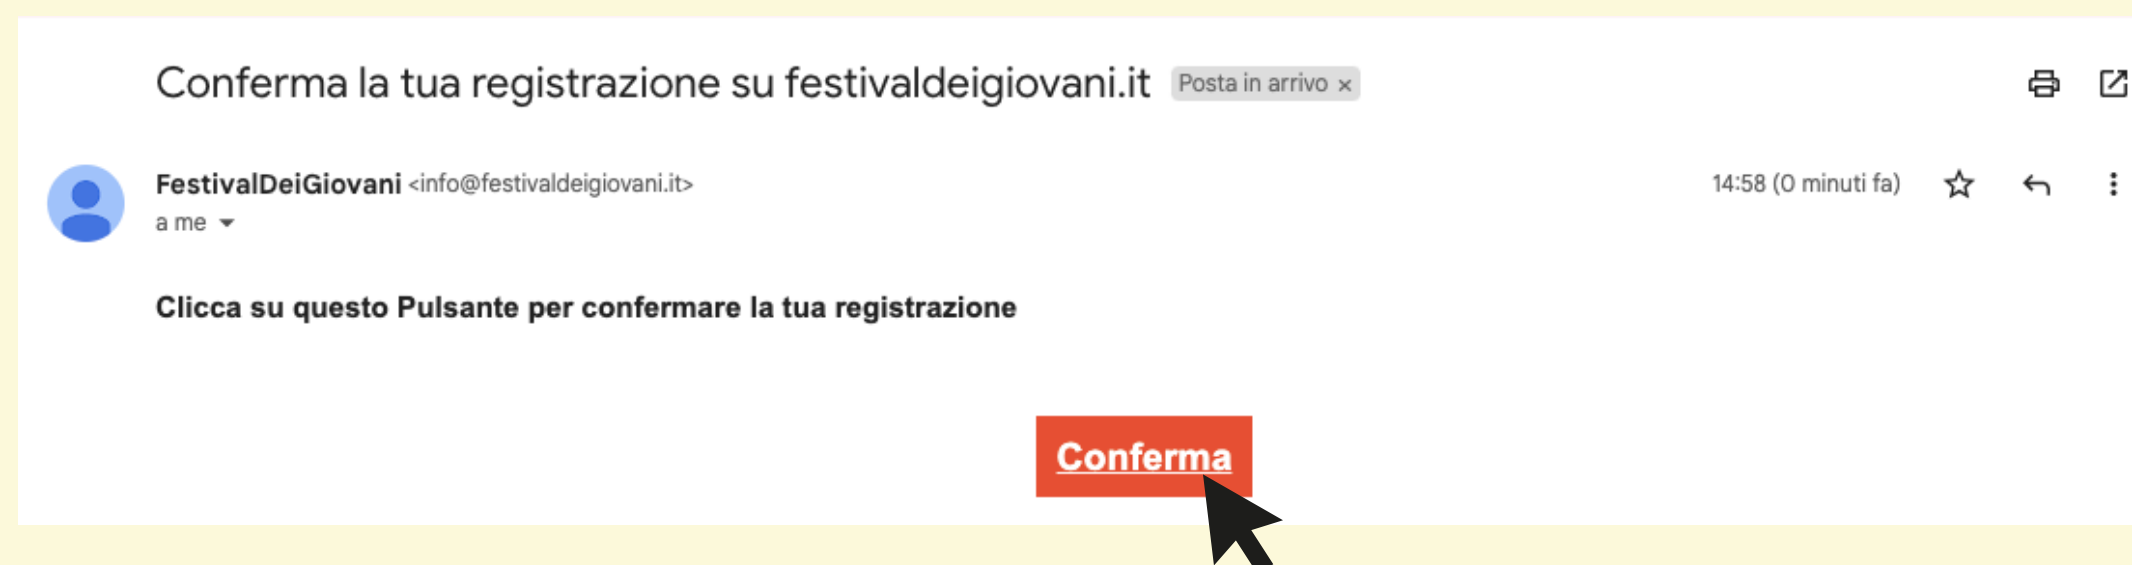 Conferma la tua registrazione su festivaldeigiovani.it Posta in arrivo ×
FestivalDeiGiovani <info@festivaldeigiovani.it> 14:58 (0 minuti fa)
a me
Clicca su questo Pulsante per confermare la tua registrazione
Conferma